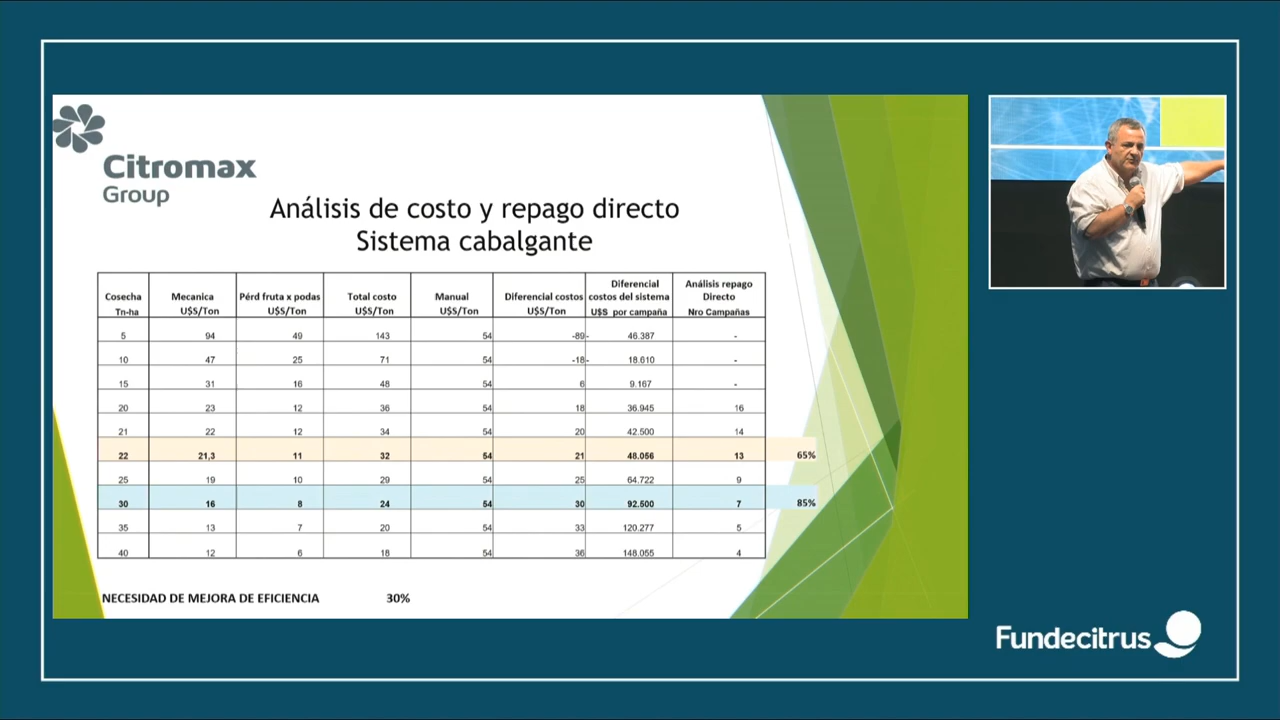 Citromax
Group
Análisis de costo y repago directo
Sistema cabalgante
Cosecha Tn-ha | Mecanica U$S/Ton | Pérd fruta x podas U$S/Ton | Total costo U$S/Ton | Manual U$S/Ton | Diferencial costos U$S/Ton | Diferencial costos del sistema U$S por campaña | Análisis repago Directo Nro Campañas
5 94 49 143 54 -89 - 46.387 -
10 47 25 71 54 -18 - 18.610 -
15 31 16 48 54 6 9.167 -
20 23 12 36 54 18 36.945 16
21 22 12 34 54 20 42.500 14
22 21,3 11 32 54 21 48.056 13 65%
25 19 10 29 54 25 64.722 9
30 16 8 24 54 30 92.500 7 85%
35 13 7 20 54 33 120.277 5
40 12 6 18 54 36 148.055 4
NECESIDAD DE MEJORA DE EFICIENCIA 30%
Fundecitrus